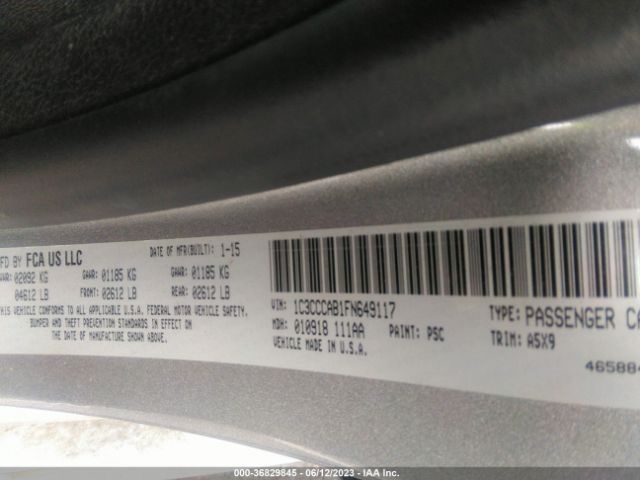 FD BY FCA US LLC DATE OF MFR(BUILT): 1-15
VWR: 02092 KG GAWR: 01185 KG GAWR: 01185 KG
04612 LB FRONT: 02612 LB REAR: 02612 LB
THIS VEHICLE CONFORMS TO ALL APPLICABLE U.S.A. FEDERAL MOTOR VEHICLE SAFETY,
BUMPER AND THEFT PREVENTION STANDARDS IN EFFECT ON
THE DATE OF MANUFACTURE SHOWN ABOVE.
VIN: 1C3CCCAB1FN649117 TYPE: PASSENGER CA
MDH: 010918 111AA PAINT: PSC TRIM: A5X9
VEHICLE MADE IN U.S.A.
46588
000-36829845 / 06/12/2023 - IAA Inc.